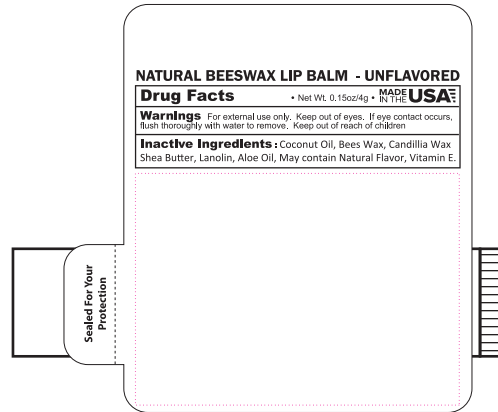 NATURAL BEESWAX LIP BALM - UNFLAVORED
Drug Facts • Net Wt. 0.15oz/4g • MADE IN THE USA
Warnings For external use only. Keep out of eyes. If eye contact occurs,
flush thoroughly with water to remove. Keep out of reach of children
Inactive Ingredients : Coconut Oil, Bees Wax, Candillia Wax
Shea Butter, Lanolin, Aloe Oil, May contain Natural Flavor, Vitamin E.
Sealed For Your
Protection